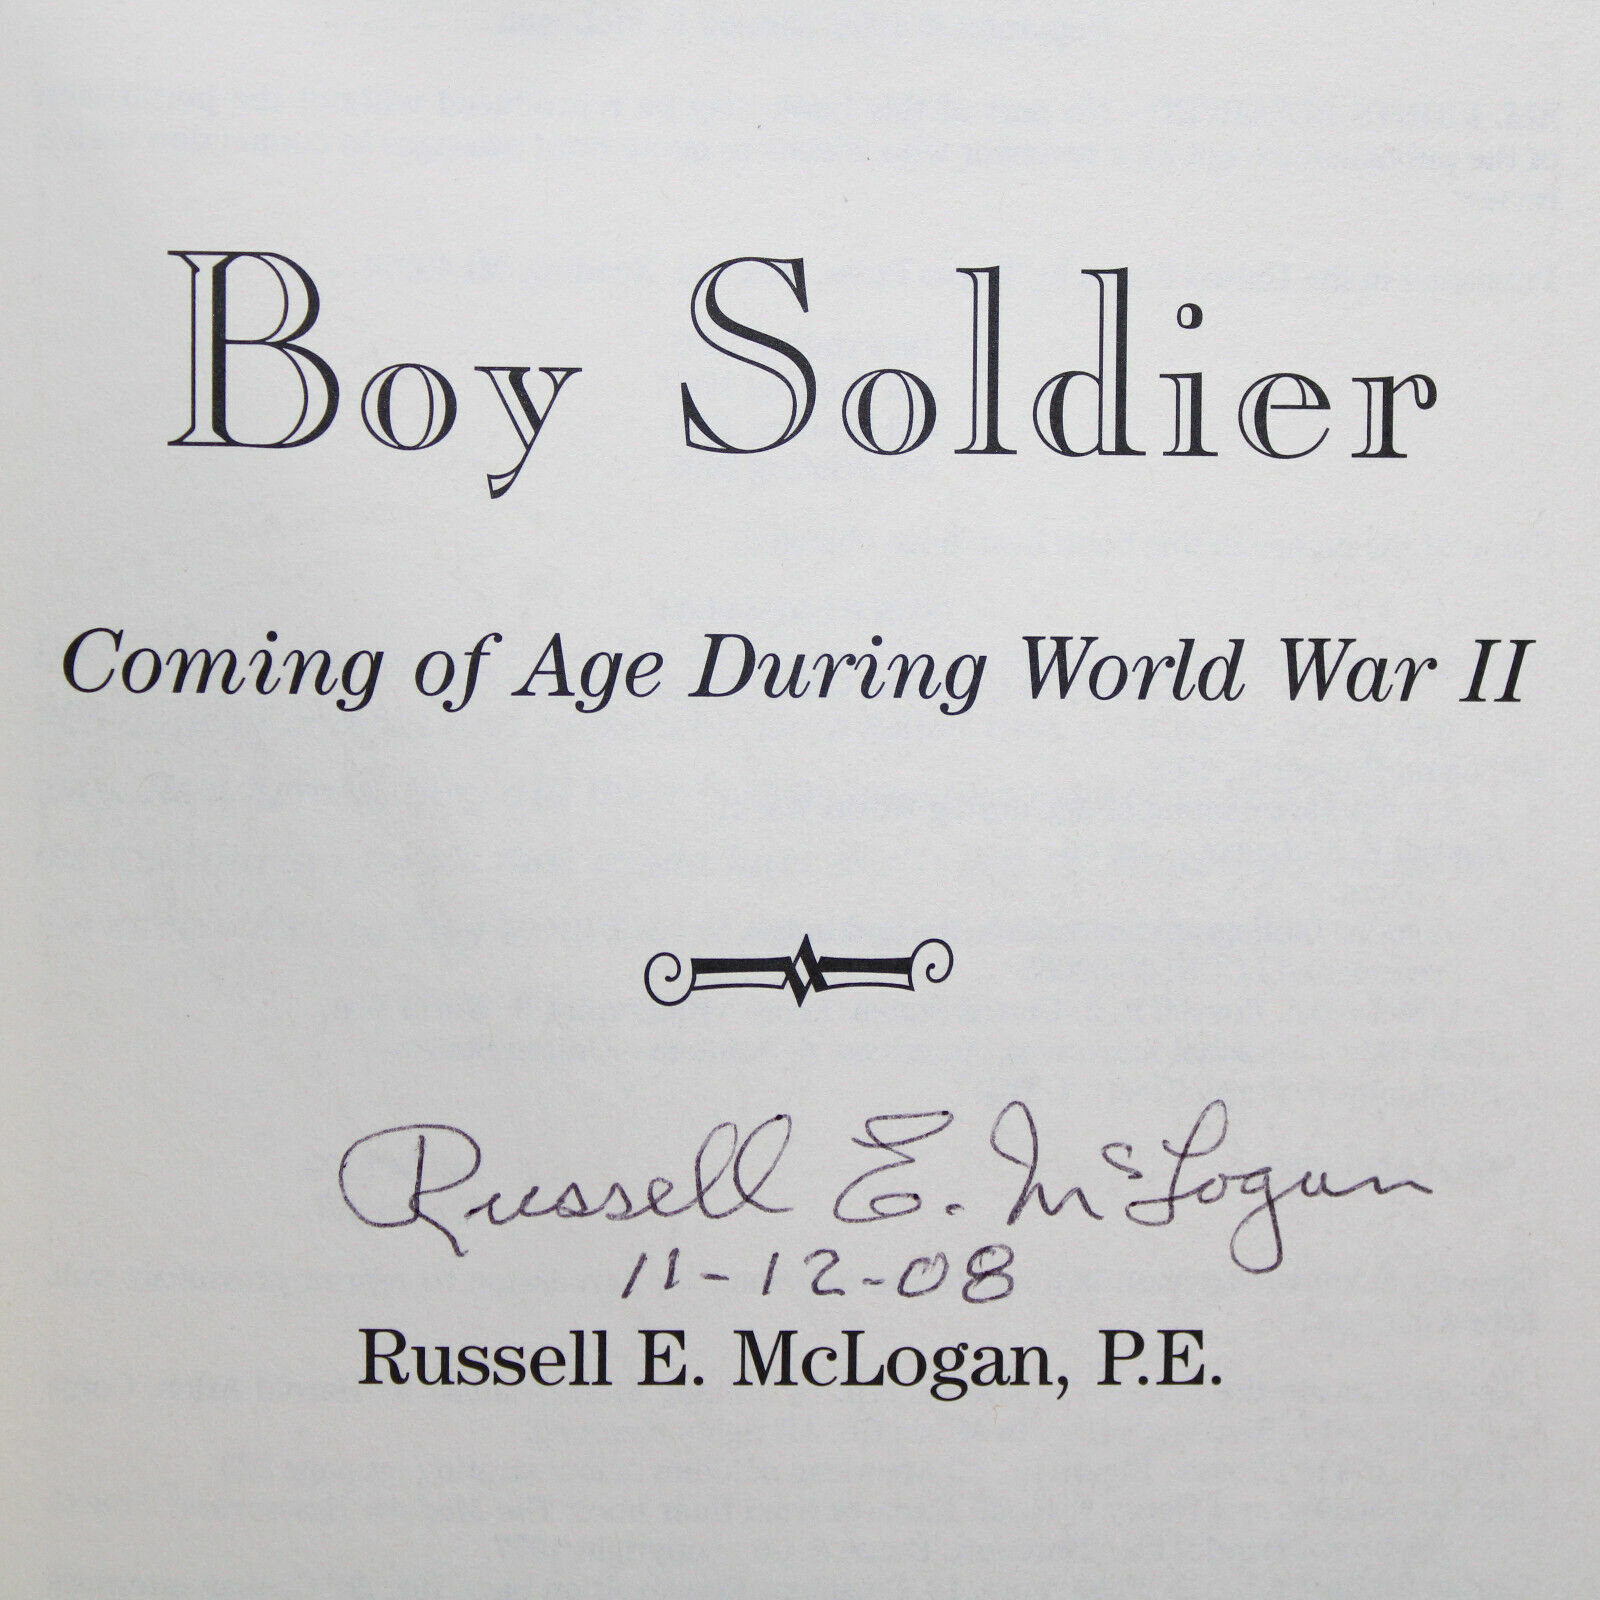 Boy Soldier
Coming of Age During World War II
Russell E. McLogan
11-12-08
Russell E. McLogan, P.E.